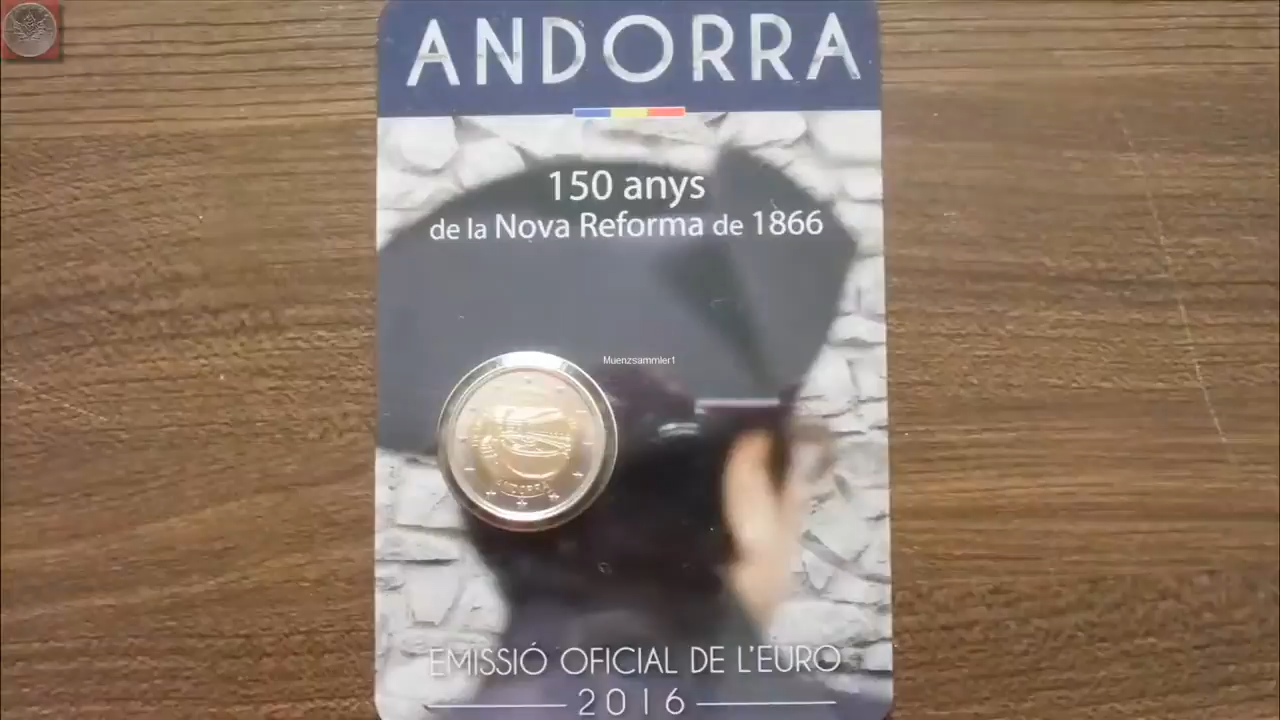 ANDORRA
150 anys
de la Nova Reforma de 1866
Muenzsammler1
ANDORRA
EMISSIÓ OFICIAL DE L'EURO
2016